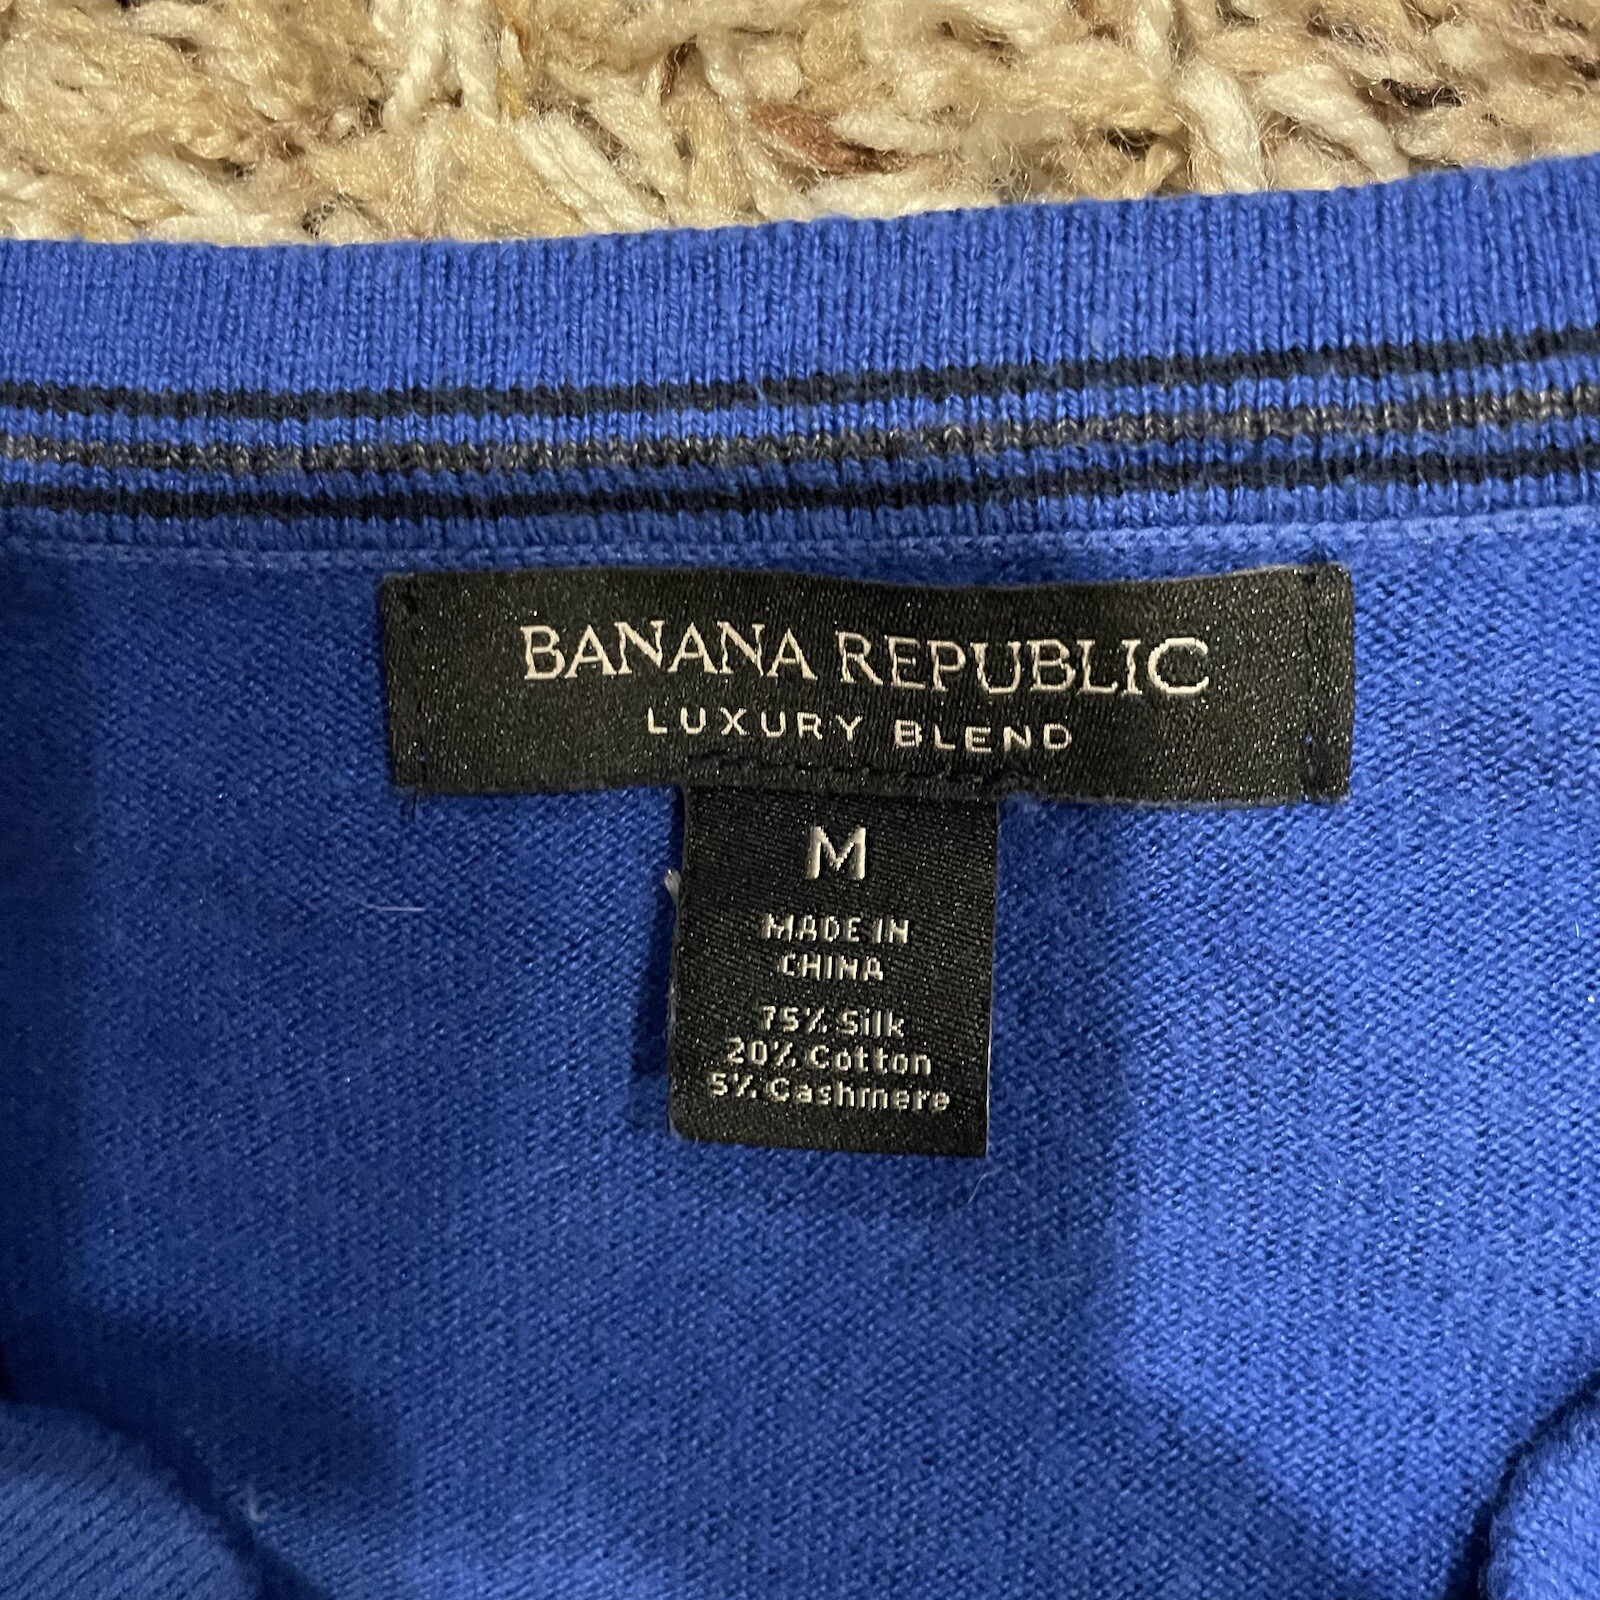 BANANA REPUBLIC
LUXURY BLEND
M
MADE IN
CHINA
75% Silk
20% Cotton
5% Cashmere